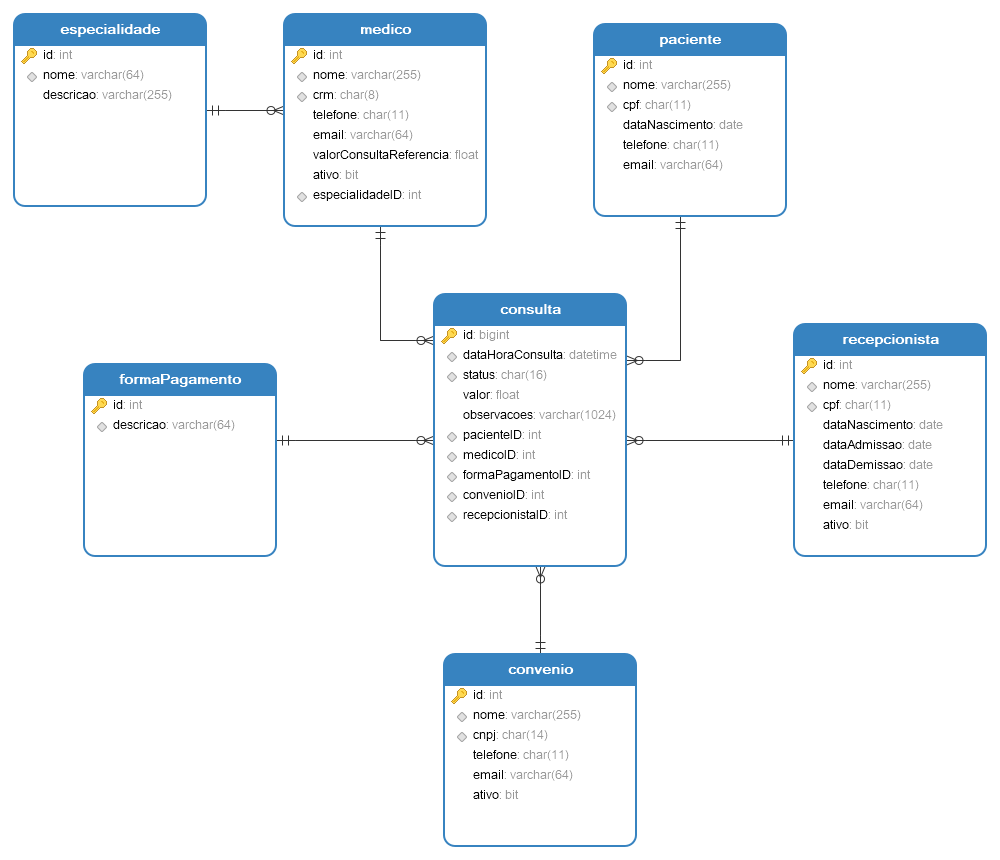 especialidade
id: int
nome: varchar(64)
descricao: varchar(255)
medico
id: int
nome: varchar(255)
crm: char(8)
telefone: char(11)
email: varchar(64)
valorConsultaReferencia: float
ativo: bit
especialidadeID: int
paciente
id: int
nome: varchar(255)
cpf: char(11)
dataNascimento: date
telefone: char(11)
email: varchar(64)
consulta
id: bigint
dataHoraConsulta: datetime
status: char(16)
valor: float
observacoes: varchar(1024)
pacienteID: int
medicoID: int
formaPagamentoID: int
convenioID: int
recepcionistaID: int
formaPagamento
id: int
descricao: varchar(64)
recepcionista
id: int
nome: varchar(255)
cpf: char(11)
dataNascimento: date
dataAdmissao: date
dataDemissao: date
telefone: char(11)
email: varchar(64)
ativo: bit
convenio
id: int
nome: varchar(255)
cnpj: char(14)
telefone: char(11)
email: varchar(64)
ativo: bit